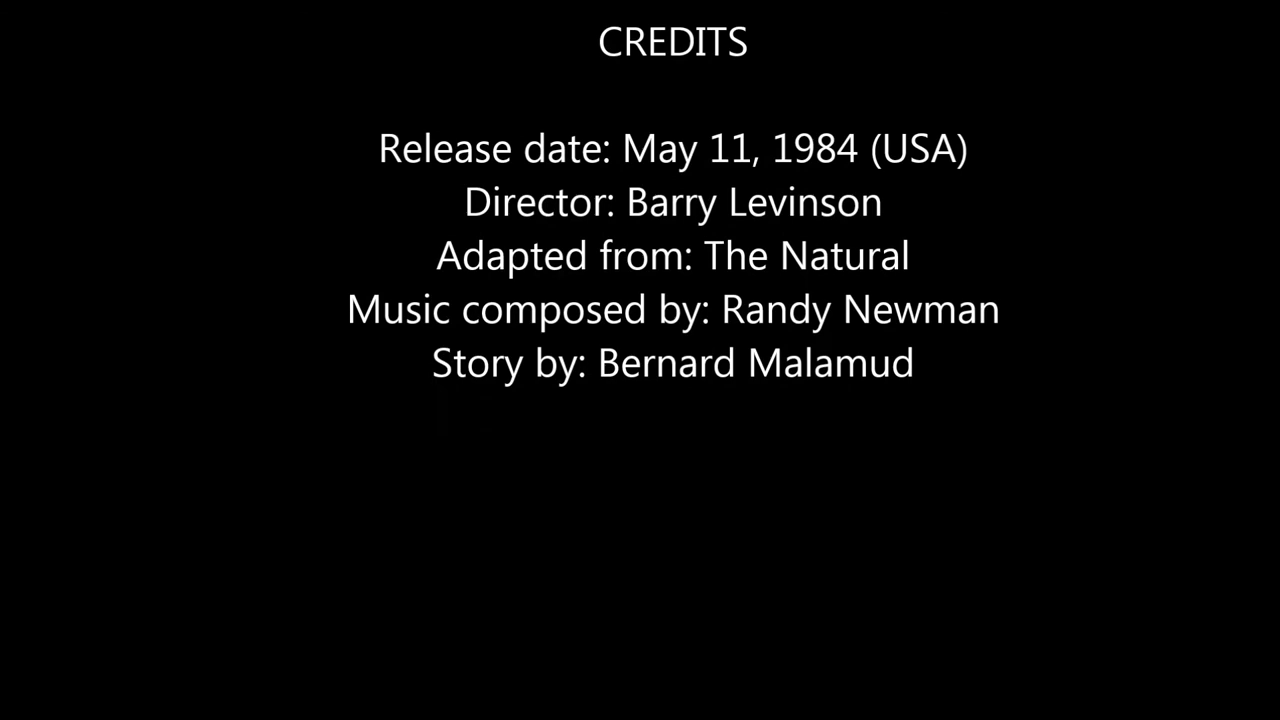 CREDITS
Release date: May 11, 1984 (USA)
Director: Barry Levinson
Adapted from: The Natural
Music composed by: Randy Newman
Story by: Bernard Malamud